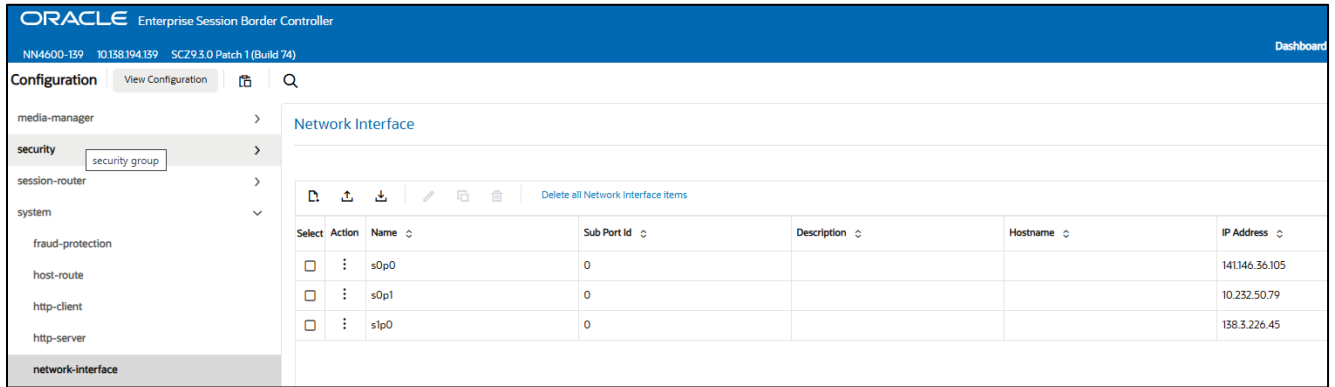 ORACLE Enterprise Session Border Controller
NN4600-139 10.138.194.139 SCZ9.3.0 Patch 1 (Build 74) Dashboard
Configuration View Configuration
media-manager
Network Interface
security
security group
session-router
Delete all Network Interface items
system
Select Action Name Sub Port Id Description Hostname IP Address
fraud-protection
s0p0 0 141.146.36.105
host-route
s0p1 0 10.232.50.79
http-client
s1p0 0 138.3.226.45
http-server
network-interface